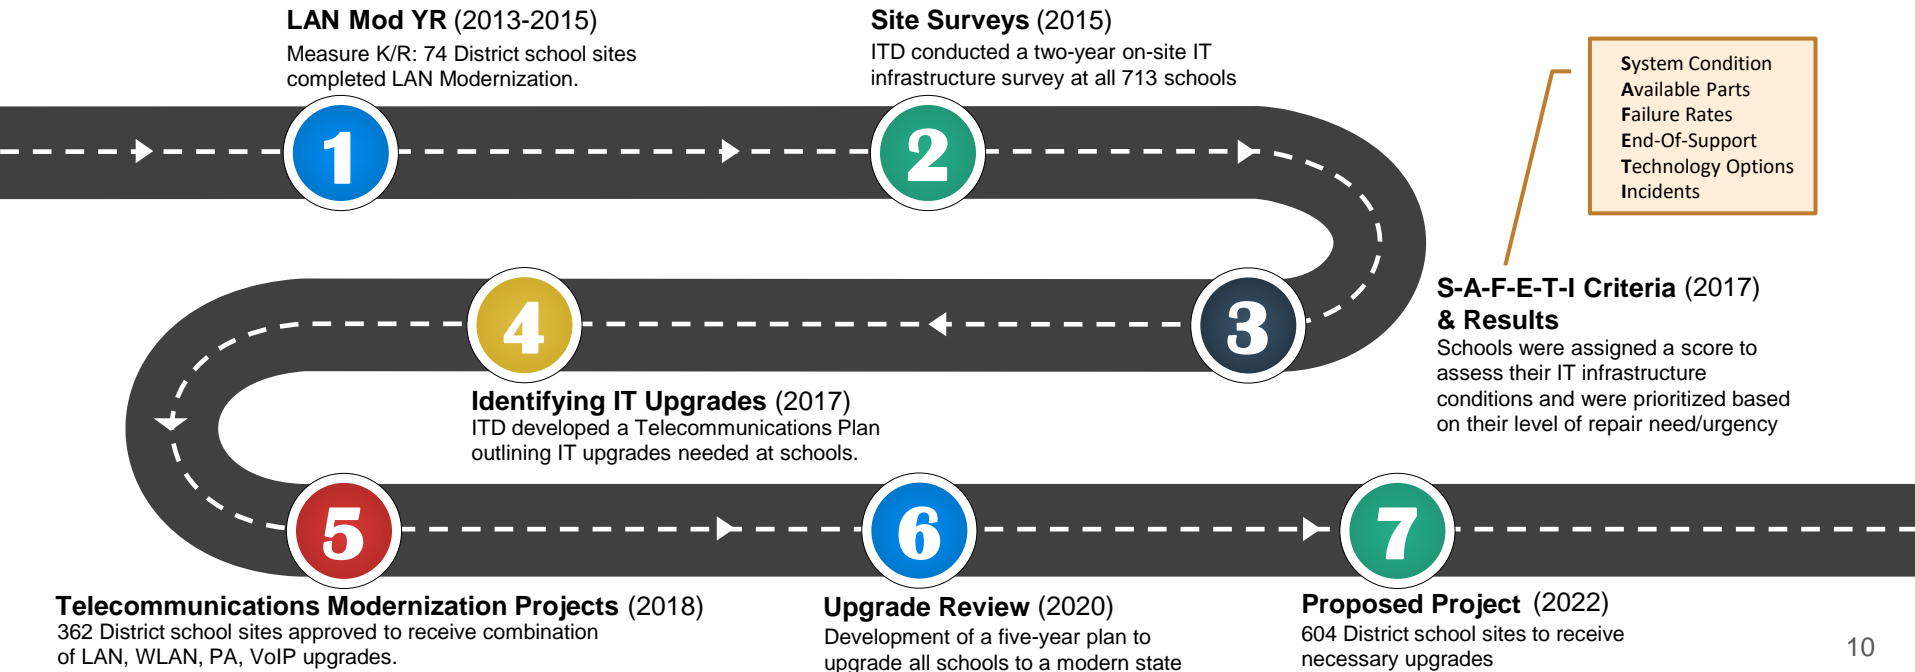 LAN Mod YR (2013-2015)
Measure K/R: 74 District school sites
completed LAN Modernization.
Site Surveys (2015)
ITD conducted a two-year on-site IT
infrastructure survey at all 713 schools
System Condition
Available Parts
Failure Rates
End-Of-Support
Technology Options
Incidents
1
2
S-A-F-E-T-I Criteria (2017)
& Results
Schools were assigned a score to
assess their IT infrastructure
conditions and were prioritized based
on their level of repair need/urgency
3
4
Identifying IT Upgrades (2017)
ITD developed a Telecommunications Plan
outlining IT upgrades needed at schools.
5
6
7
Telecommunications Modernization Projects (2018)
362 District school sites approved to receive combination
of LAN, WLAN, PA, VoIP upgrades.
Upgrade Review (2020)
Development of a five-year plan to
upgrade all schools to a modern state
Proposed Project (2022)
604 District school sites to receive
necessary upgrades
10